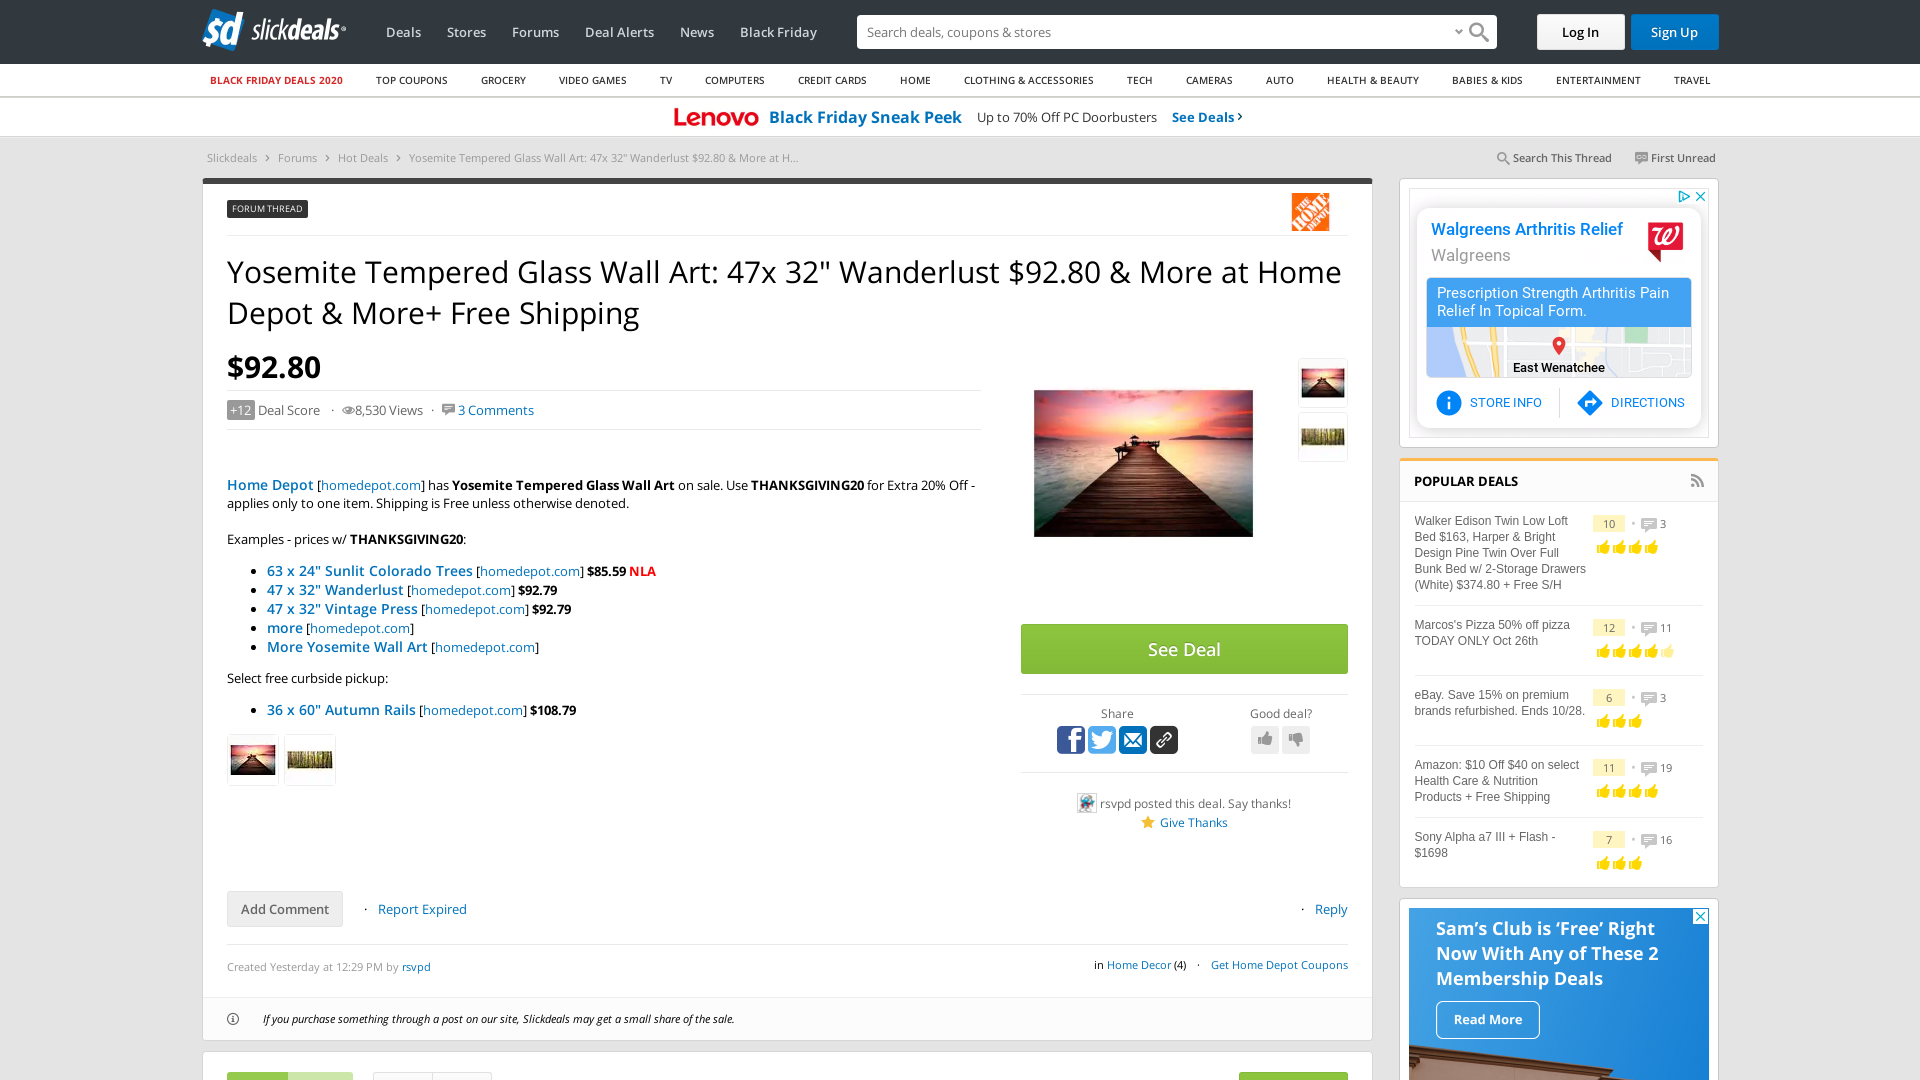 slickdeals
Deals Stores Forums Deal Alerts News Black Friday
Search deals, coupons & stores
Log In Sign Up
BLACK FRIDAY DEALS 2020 TOP COUPONS GROCERY VIDEO GAMES TV COMPUTERS CREDIT CARDS HOME CLOTHING & ACCESSORIES TECH CAMERAS AUTO HEALTH & BEAUTY BABIES & KIDS ENTERTAINMENT TRAVEL
Lenovo Black Friday Sneak Peek Up to 70% Off PC Doorbusters See Deals
Slickdeals › Forums › Hot Deals › Yosemite Tempered Glass Wall Art: 47x 32" Wanderlust $92.80 & More at H...
Search This Thread First Unread
FORUM THREAD
THE HOME DEPOT
Yosemite Tempered Glass Wall Art: 47x 32" Wanderlust $92.80 & More at Home
Depot & More+ Free Shipping
$92.80
+12 Deal Score · 8,530 Views · 3 Comments
Home Depot [homedepot.com] has Yosemite Tempered Glass Wall Art on sale. Use THANKSGIVING20 for Extra 20% Off -
applies only to one item. Shipping is Free unless otherwise denoted.
Examples - prices w/ THANKSGIVING20:
• 63 x 24" Sunlit Colorado Trees [homedepot.com] $85.59 NLA
• 47 x 32" Wanderlust [homedepot.com] $92.79
• 47 x 32" Vintage Press [homedepot.com] $92.79
• more [homedepot.com]
• More Yosemite Wall Art [homedepot.com]
Select free curbside pickup:
• 36 x 60" Autumn Rails [homedepot.com] $108.79
See Deal
Share Good deal?
rsvpd posted this deal. Say thanks!
Give Thanks
Add Comment · Report Expired
· Reply
Created Yesterday at 12:29 PM by rsvpd
in Home Decor (4) · Get Home Depot Coupons
If you purchase something through a post on our site, Slickdeals may get a small share of the sale.
Walgreens Arthritis Relief
Walgreens
Prescription Strength Arthritis Pain
Relief In Topical Form.
East Wenatchee
STORE INFO DIRECTIONS
POPULAR DEALS
Walker Edison Twin Low Loft
Bed $163, Harper & Bright
Design Pine Twin Over Full
Bunk Bed w/ 2-Storage Drawers
(White) $374.80 + Free S/H
10 • 3
Marcos's Pizza 50% off pizza
TODAY ONLY Oct 26th
12 • 11
eBay. Save 15% on premium
brands refurbished. Ends 10/28.
6 • 3
Amazon: $10 Off $40 on select
Health Care & Nutrition
Products + Free Shipping
11 • 19
Sony Alpha a7 III + Flash -
$1698
7 • 16
Sam's Club is ‘Free’ Right
Now With Any of These 2
Membership Deals
Read More